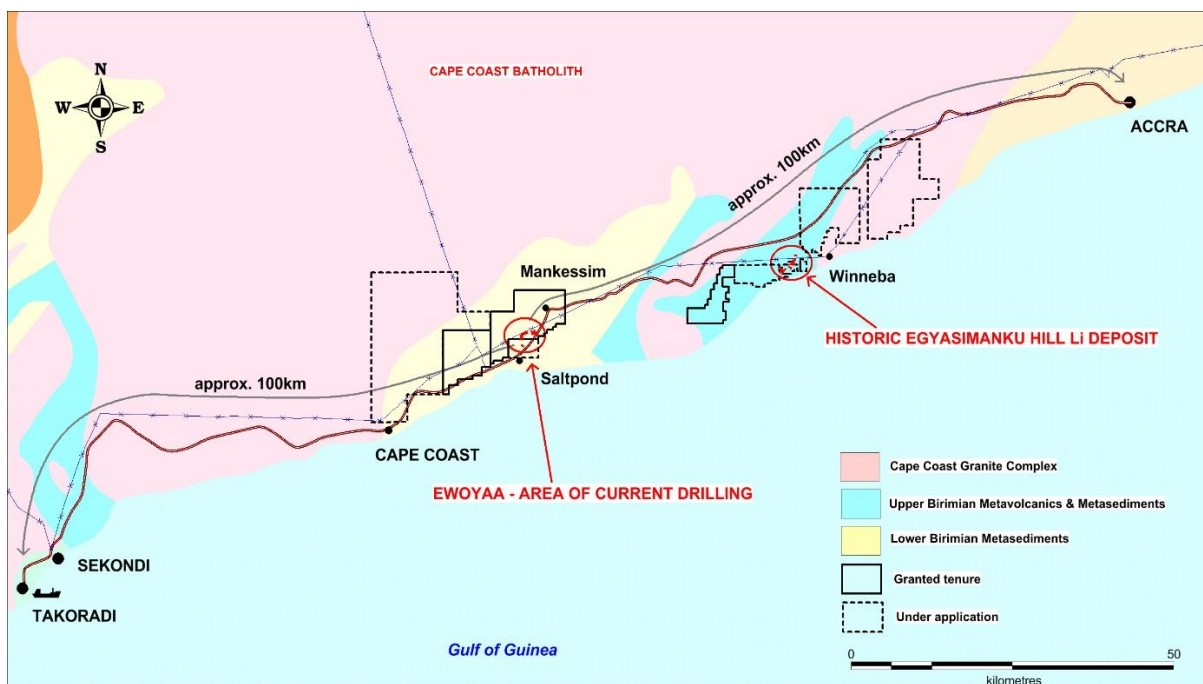 CAPE COAST BATHOLITH
N
W E
S
ACCRA
approx. 100km
Mankessim
Winneba
HISTORIC EGYASIMANKU HILL Li DEPOSIT
approx. 100km
Saltpond
CAPE COAST
EWOYAA - AREA OF CURRENT DRILLING
SEKONDI
TAKORADI
Gulf of Guinea
Cape Coast Granite Complex
Upper Birimian Metavolcanics & Metasediments
Lower Birimian Metasediments
Granted tenure
Under application
0 50
kilometres